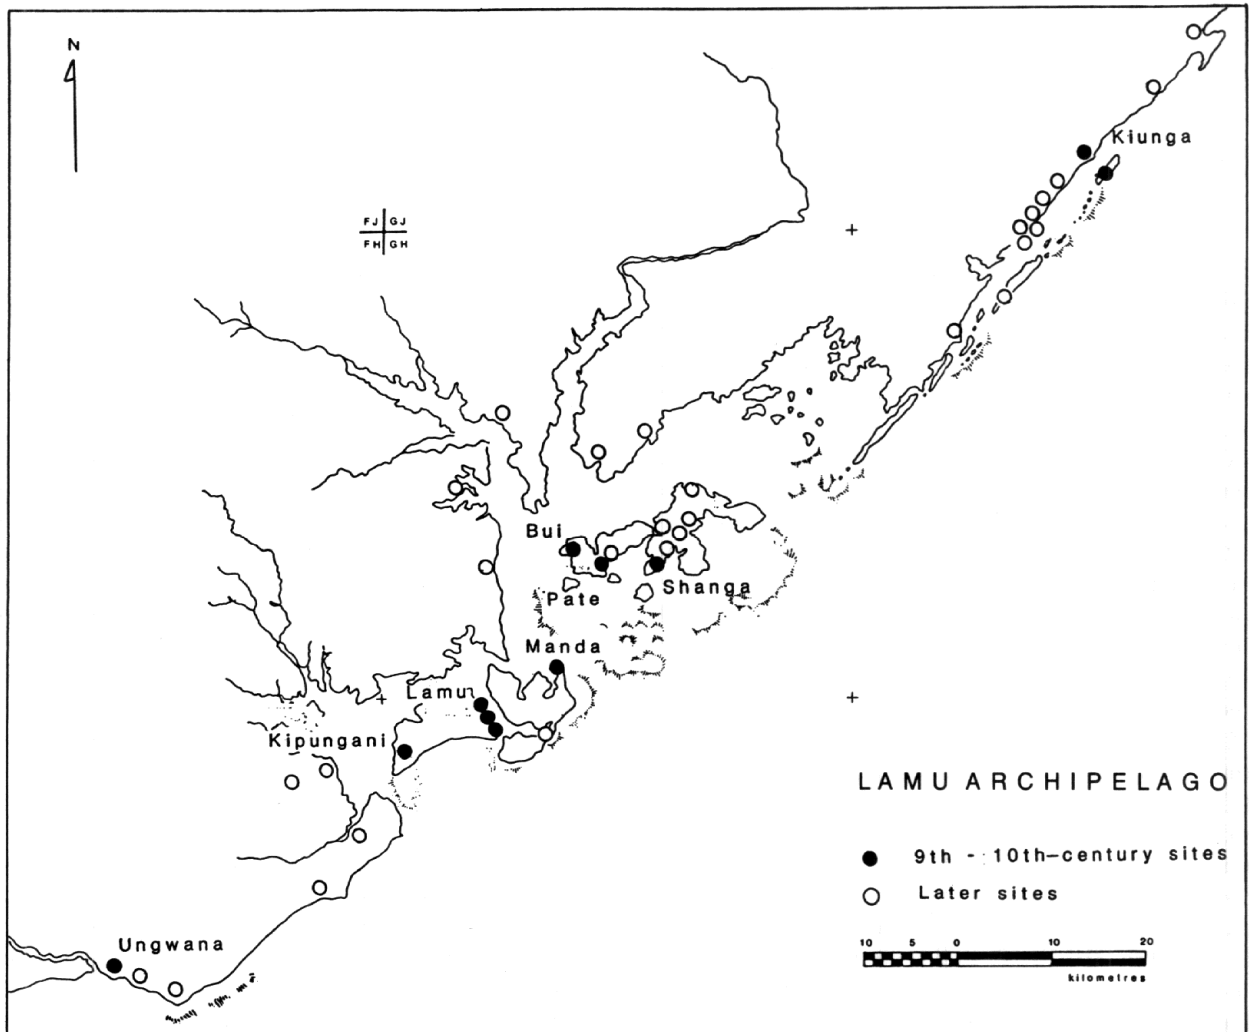 N
Kiunga
FJ GJ
FH GH
Bui
Shanga
Pate
Manda
Lamu
Kipungani
LAMU ARCHIPELAGO
9th - 10th-century sites
Later sites
Ungwana
10 5 0 10 20
kilometres